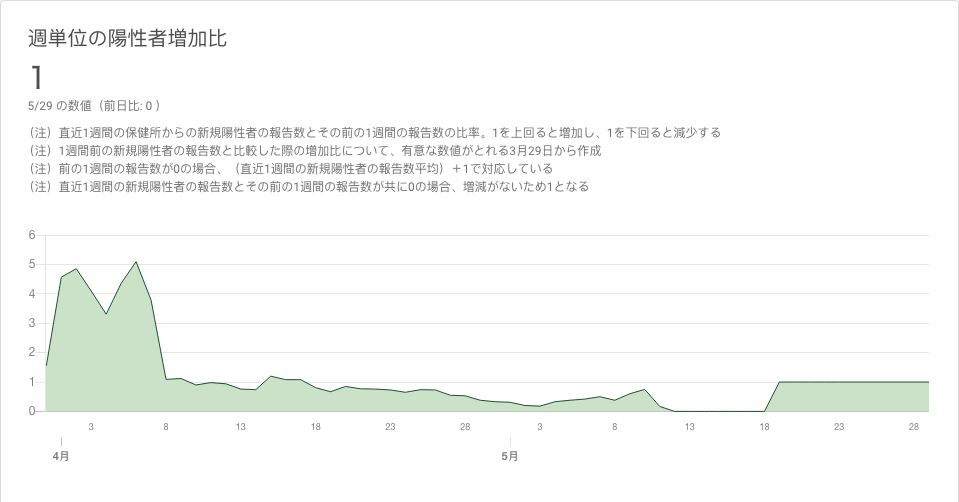 週単位の陽性者増加比
1
5/29 の数値（前日比: 0 ）
（注）直近1週間の保健所からの新規陽性者の報告数とその前の1週間の報告数の比率。1を上回ると増加し、1を下回ると減少する
（注）1週間前の新規陽性者の報告数と比較した際の増加比について、有意な数値がとれる3月29日から作成
（注）前の1週間の報告数が0の場合、（直近1週間の新規陽性者の報告数平均）＋1で対応している
（注）直近1週間の新規陽性者の報告数とその前の1週間の報告数が共に0の場合、増減がないため1となる
6
5
4
3
2
1
0
3 8 13 18 23 28 3 8 13 18 23 28
4月 5月